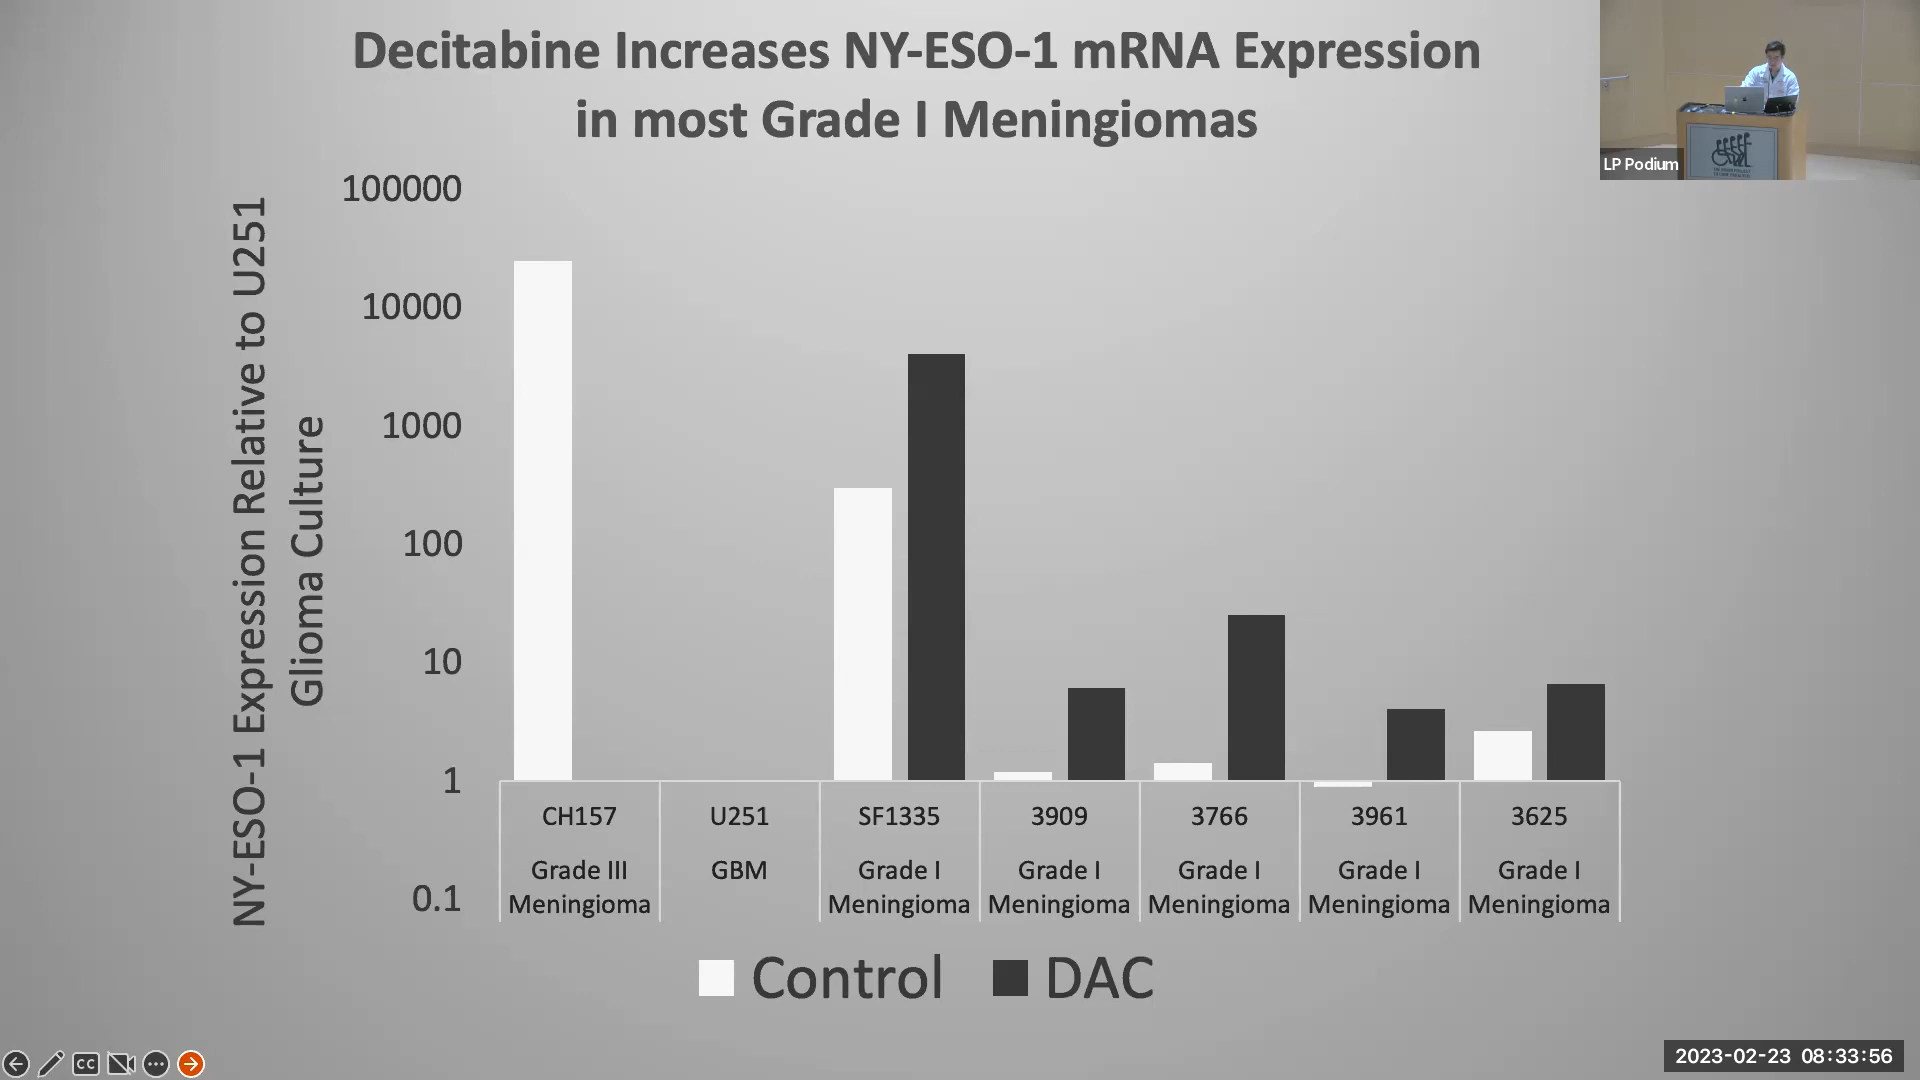 Decitabine Increases NY-ESO-1 mRNA Expression
in most Grade I Meningiomas
LP Podium
NY-ESO-1 Expression Relative to U251
Glioma Culture
100000
10000
1000
100
10
1
0.1
CH157
U251
SF1335
3909
3766
3961
3625
Grade III
Meningioma
GBM
Grade I
Meningioma
Grade I
Meningioma
Grade I
Meningioma
Grade I
Meningioma
Grade I
Meningioma
Control
DAC
CC
2023-02-23 08:33:56